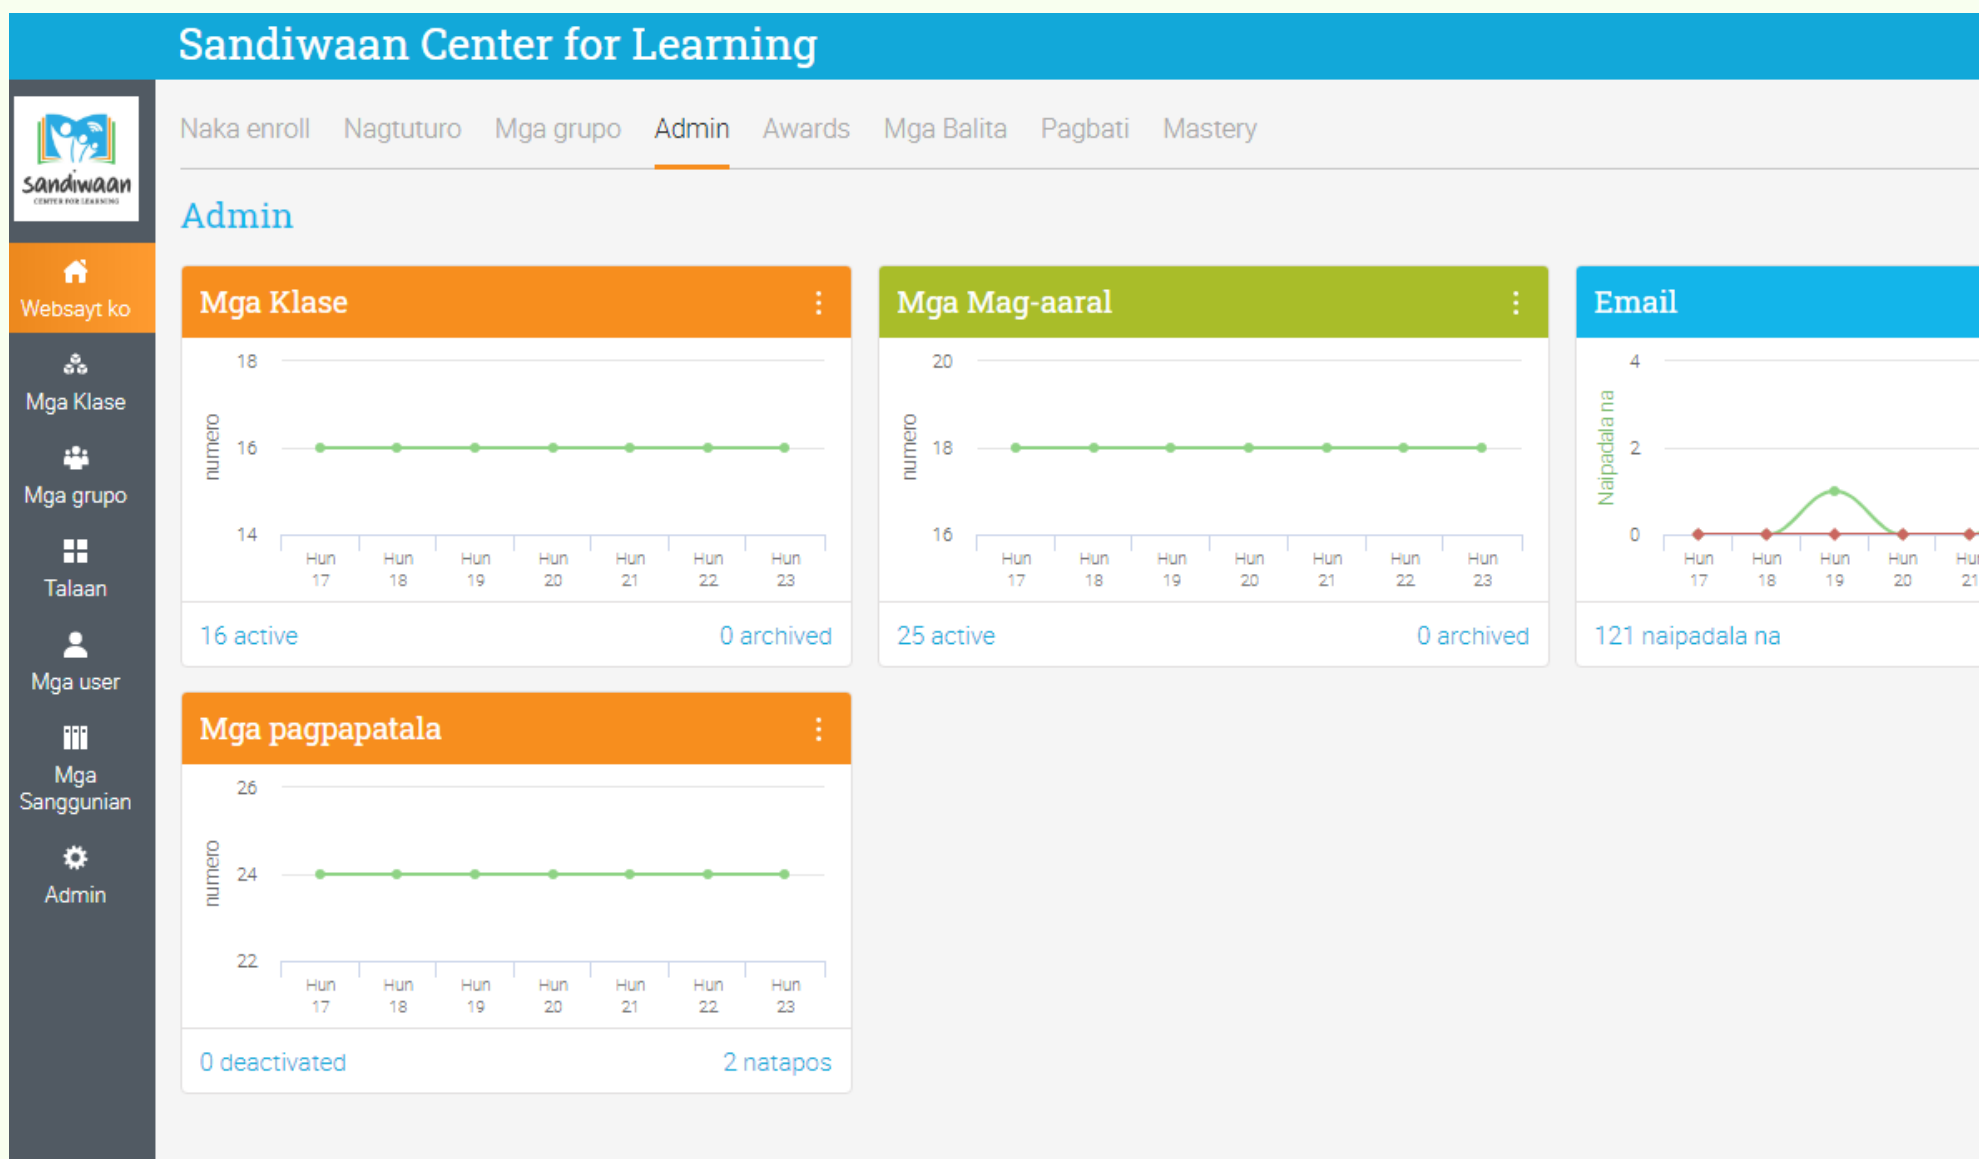 Sandiwaan Center for Learning
sandiwaan
CENTER FOR LEARNING
Websayt ko
Mga Klase
Mga grupo
Talaan
Mga user
Mga
Sanggunian
Admin
Naka enroll Nagtuturo Mga grupo Admin Awards Mga Balita Pagbati Mastery
Admin
Mga Klase
18
numero
16
14
Hun 17 Hun 18 Hun 19 Hun 20 Hun 21 Hun 22 Hun 23
16 active 0 archived
Mga Mag-aaral
20
numero
18
16
Hun 17 Hun 18 Hun 19 Hun 20 Hun 21 Hun 22 Hun 23
25 active 0 archived
Email
4
Naipadala na
2
0
Hun 17 Hun 18 Hun 19 Hun 20 Hun 21
121 naipadala na
Mga pagpapatala
26
numero
24
22
Hun 17 Hun 18 Hun 19 Hun 20 Hun 21 Hun 22 Hun 23
0 deactivated 2 natapos